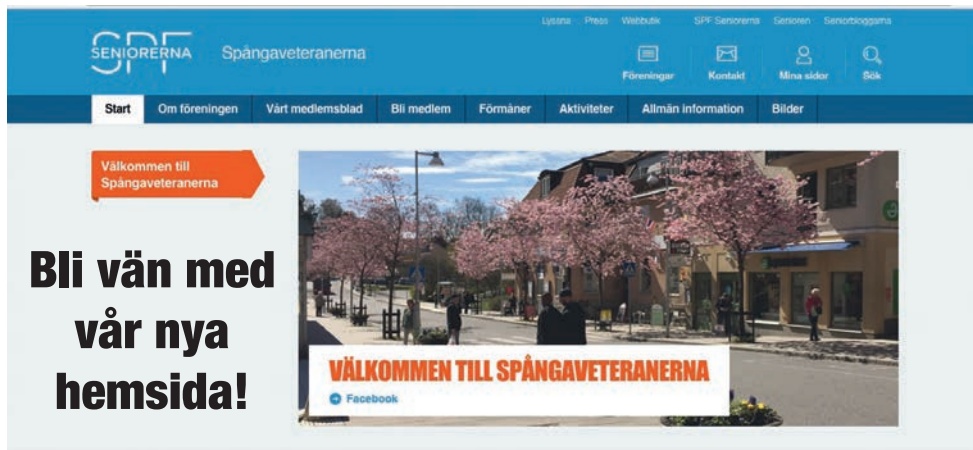 Lyssna Press Webbutik SPF Seniorerna Senioren Seniorbloggarna
SPF
SENIORERNA
Spångaveteranerna
Föreningar Kontakt Mina sidor Sök
Start Om föreningen Vårt medlemsblad Bli medlem Förmåner Aktiviteter Allmän information Bilder
Välkommen till
Spångaveteranerna
Bli vän med
vår nya
hemsida!
VÄLKOMMEN TILL SPÅNGAVETERANERNA
Facebook